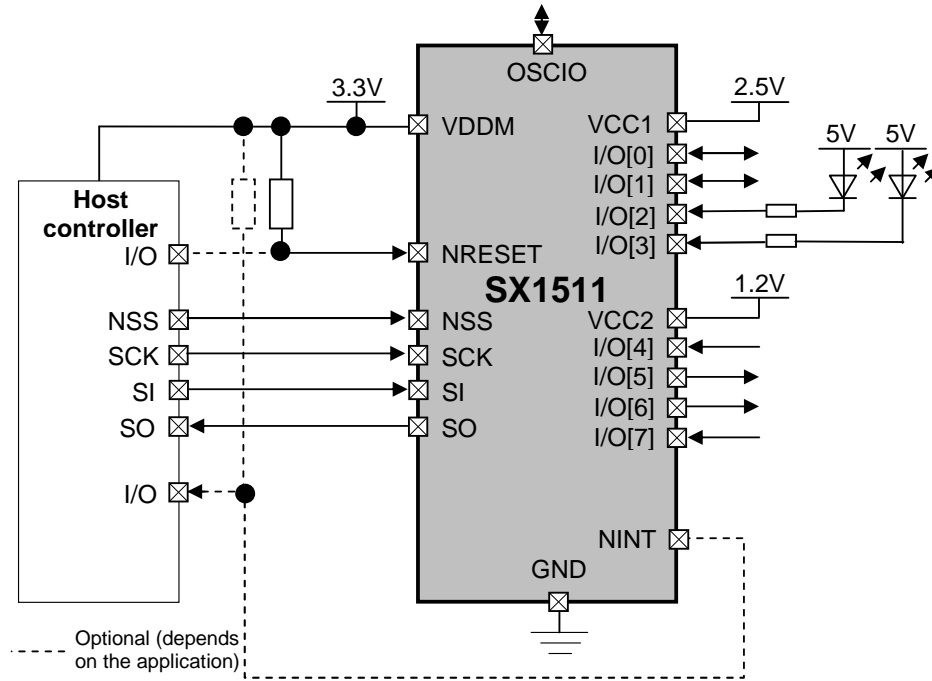 OSCIO
3.3V
2.5V
VDDM
VCC1
5V
5V
I/O[0]
I/O[1]
I/O[2]
I/O[3]
Host
controller
I/O
NRESET
SX1511
1.2V
NSS
NSS
VCC2
SCK
SCK
I/O[4]
SI
SI
I/O[5]
SO
SO
I/O[6]
I/O[7]
I/O
NINT
GND
Optional (depends
on the application)